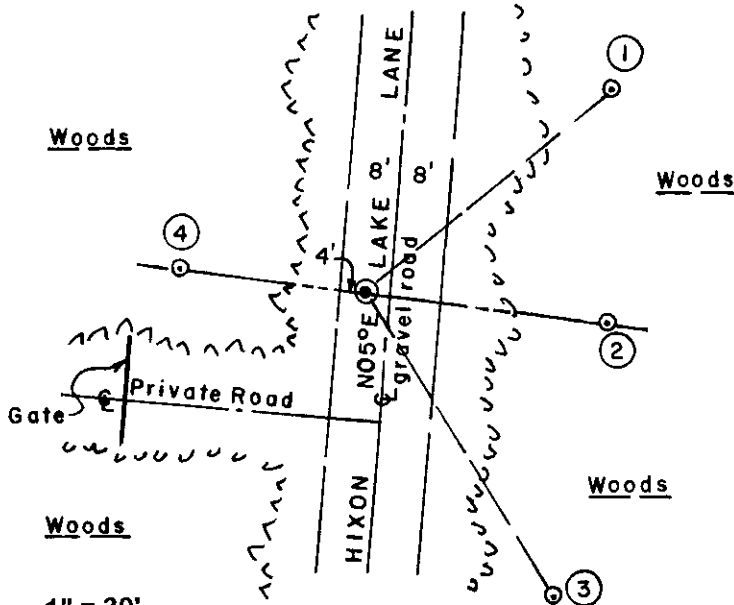 1
Woods
LANE
8'
8'
Woods
4
LAKE
4'
N05°E
gravel road
2
Private Road
Gate
℄
℄
Woods
HIXON
Woods
3